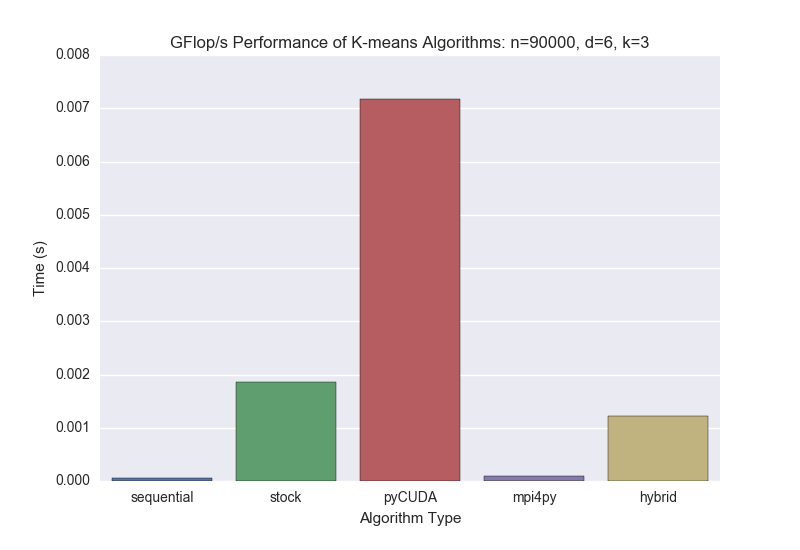 GFlop/s Performance of K-means Algorithms: n=90000, d=6, k=3
0.008
0.007
0.006
0.005
0.004
0.003
0.002
0.001
0.000
Time (s)
sequential stock pyCUDA mpi4py hybrid
Algorithm Type